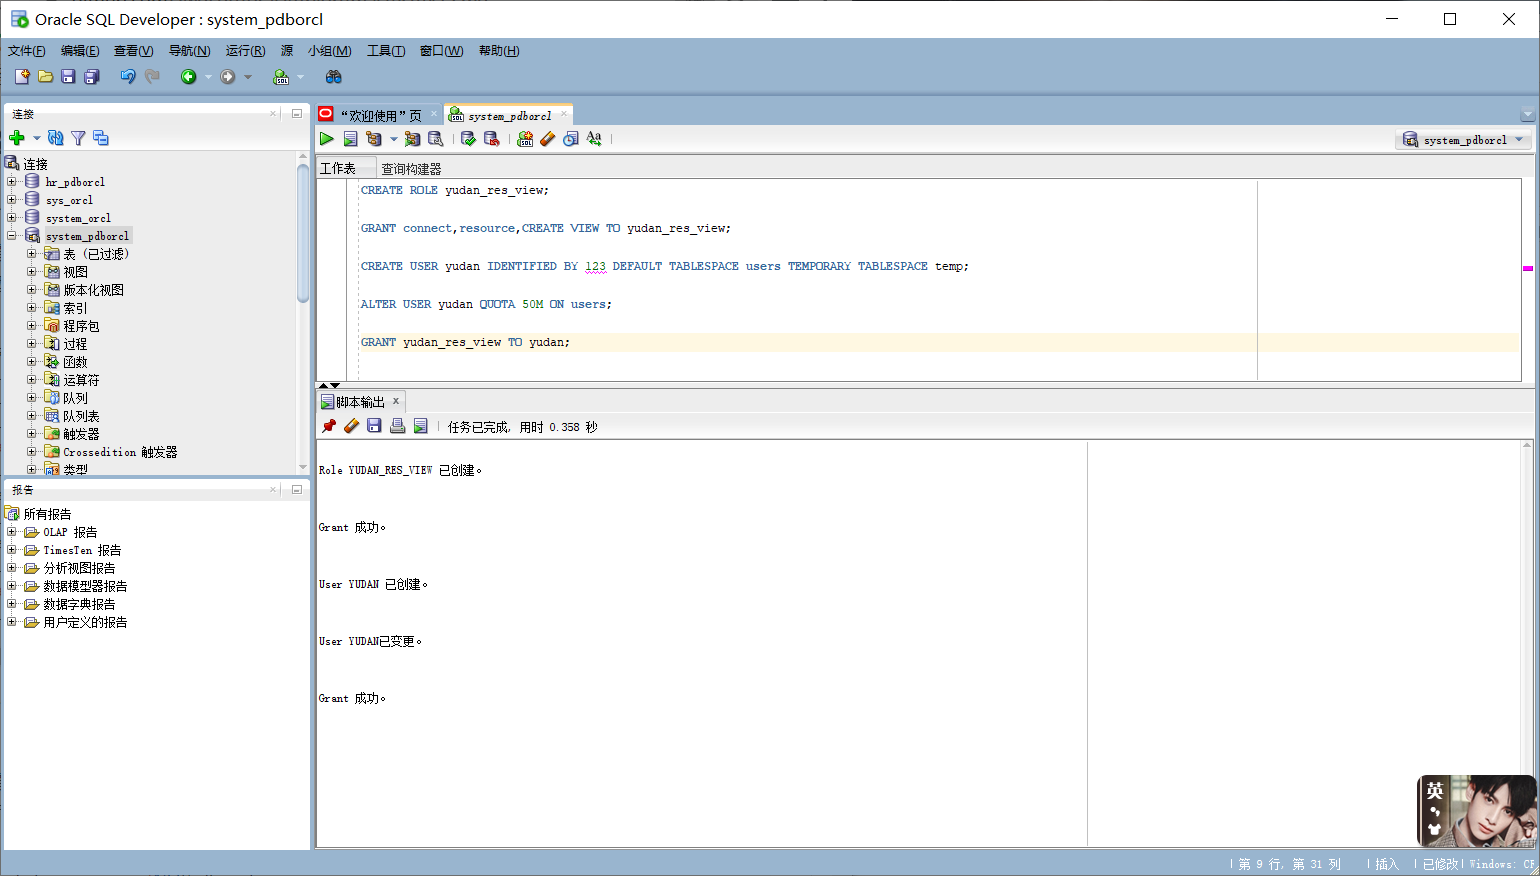 Oracle SQL Developer : system_pdborcl
文件(F) 编辑(E) 查看(V) 导航(N) 运行(R) 源 小组(M) 工具(T) 窗口(W) 帮助(H)
连接
连接
hr_pdborcl
sys_orcl
system_orcl
system_pdborcl
表 (已过滤)
视图
版本化视图
索引
程序包
过程
函数
运算符
队列
队列表
触发器
Crossedition 触发器
类型
报告
所有报告
OLAP 报告
TimesTen 报告
分析视图报告
数据模型器报告
数据字典报告
用户定义的报告
“欢迎使用”页 system_pdborcl
system_pdborcl
工作表 查询构建器
CREATE ROLE yudan_res_view;
GRANT connect,resource,CREATE VIEW TO yudan_res_view;
CREATE USER yudan IDENTIFIED BY 123 DEFAULT TABLESPACE users TEMPORARY TABLESPACE temp;
ALTER USER yudan QUOTA 50M ON users;
GRANT yudan_res_view TO yudan;
脚本输出
任务已完成, 用时 0.358 秒
Role YUDAN_RES_VIEW 已创建。
Grant 成功。
User YUDAN 已创建。
User YUDAN已变更。
Grant 成功。
英
第 9 行, 第 31 列 插入 已修改 Windows: CF